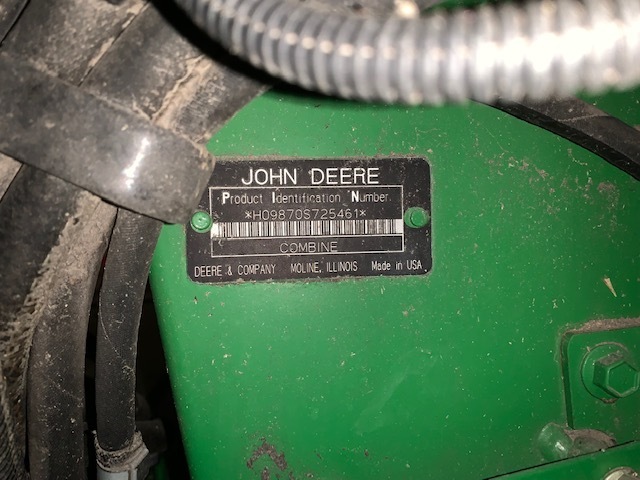 JOHN DEERE
Product Identification Number
*H09870S725461*
COMBINE
DEERE & COMPANY MOLINE, ILLINOIS Made in USA